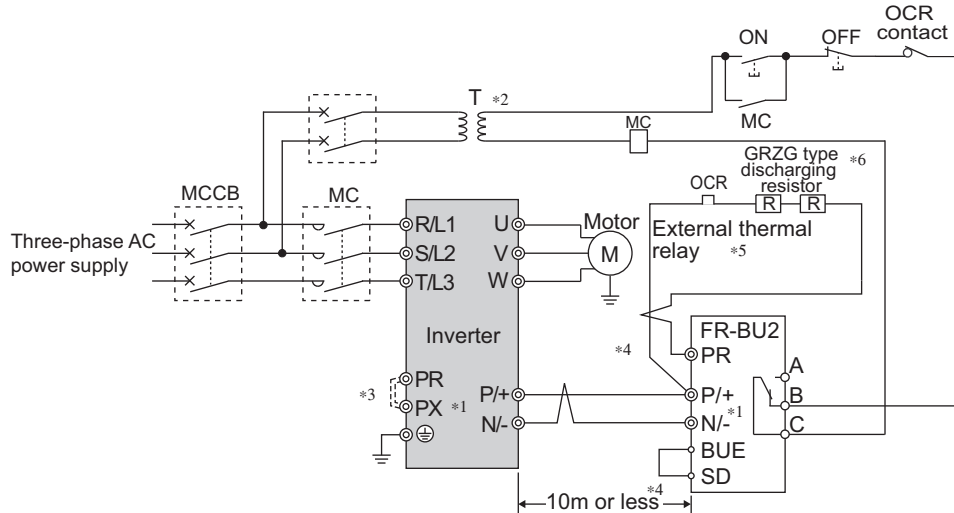 OCR
contact
ON
OFF
T *2
MC
MC
GRZG type
discharging
resistor
*6
OCR
R
R
MCCB
MC
External thermal
relay *5
Three-phase AC
power supply
R/L1
S/L2
T/L3
U
V
W
Motor
M
Inverter
FR-BU2
*4
PR
A
*3
PR
PX *1
P/+
N/-
P/+
N/-
*1
B
C
BUE
SD
*4
10m or less